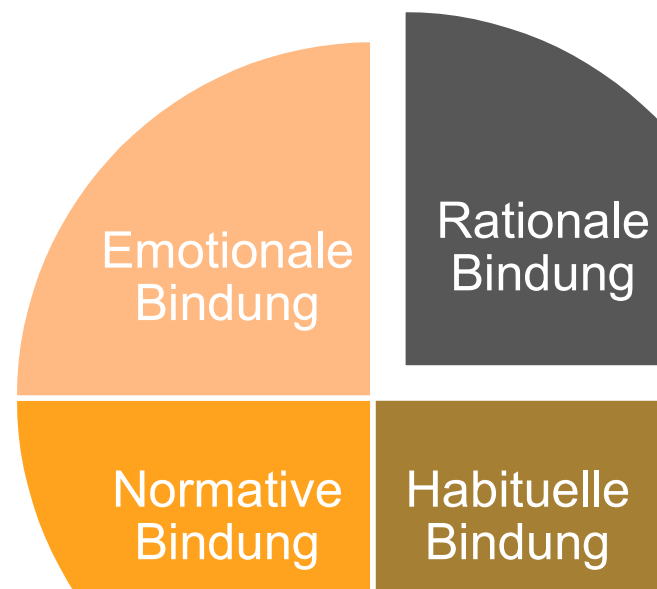 Emotionale
Bindung
Rationale
Bindung
Normative
Bindung
Habituelle
Bindung